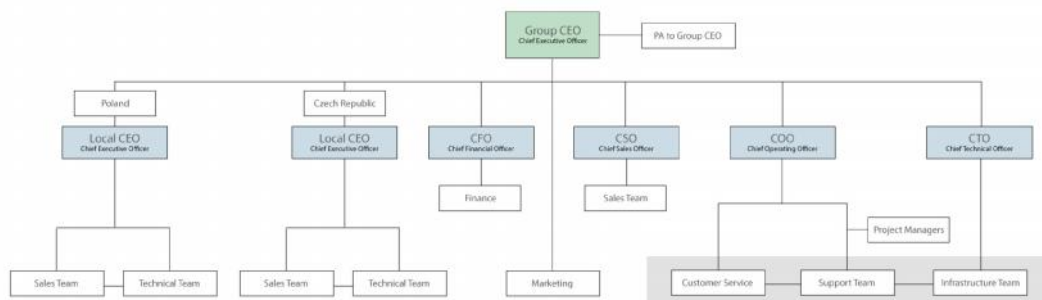 Group CEO
Chief Executive Officer
PA to Group CEO
Poland
Czech Republic
Local CEO
Chief Executive Officer
Local CEO
Chief Executive Officer
CFO
Chief Financial Officer
CSO
Chief Sales Officer
COO
Chief Operating Officer
CTO
Chief Technical Officer
Finance
Sales Team
Project Managers
Sales Team
Technical Team
Sales Team
Technical Team
Marketing
Customer Service
Support Team
Infrastructure Team